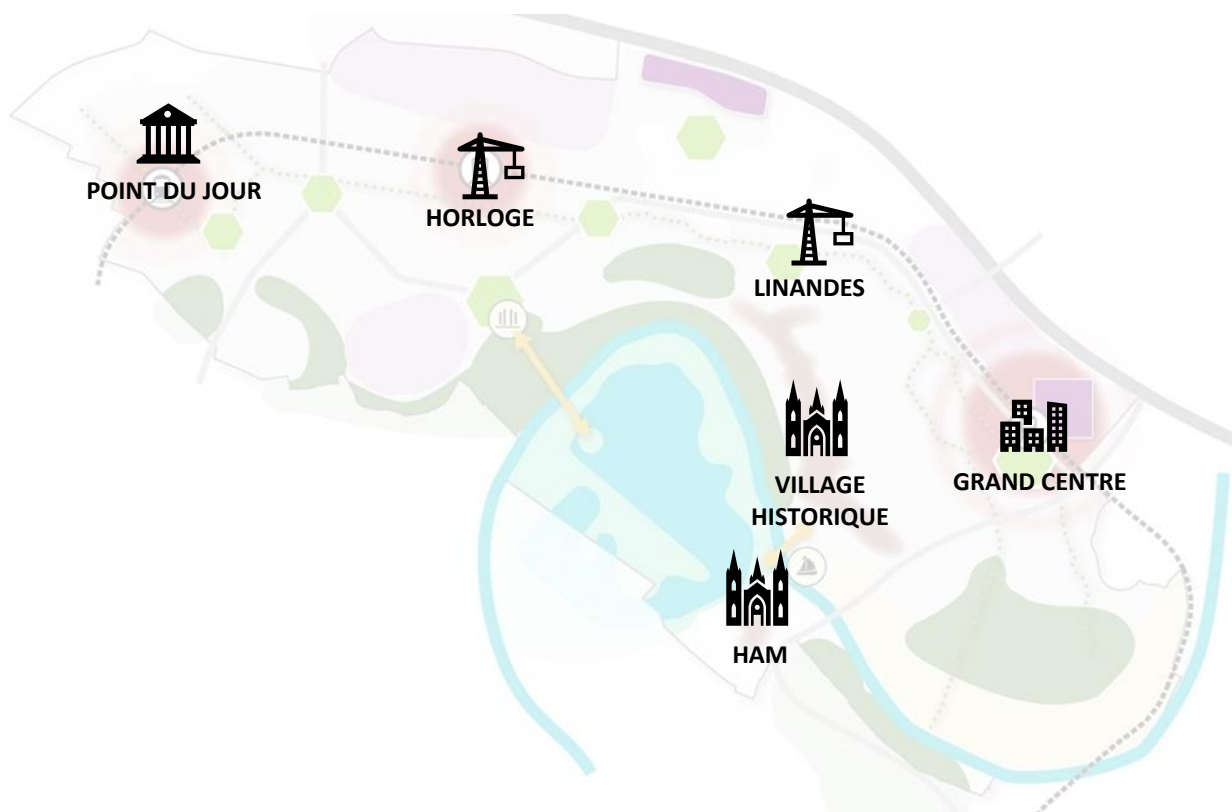 POINT DU JOUR
HORLOGE
LINANDES
VILLAGE
HISTORIQUE
GRAND CENTRE
HAM